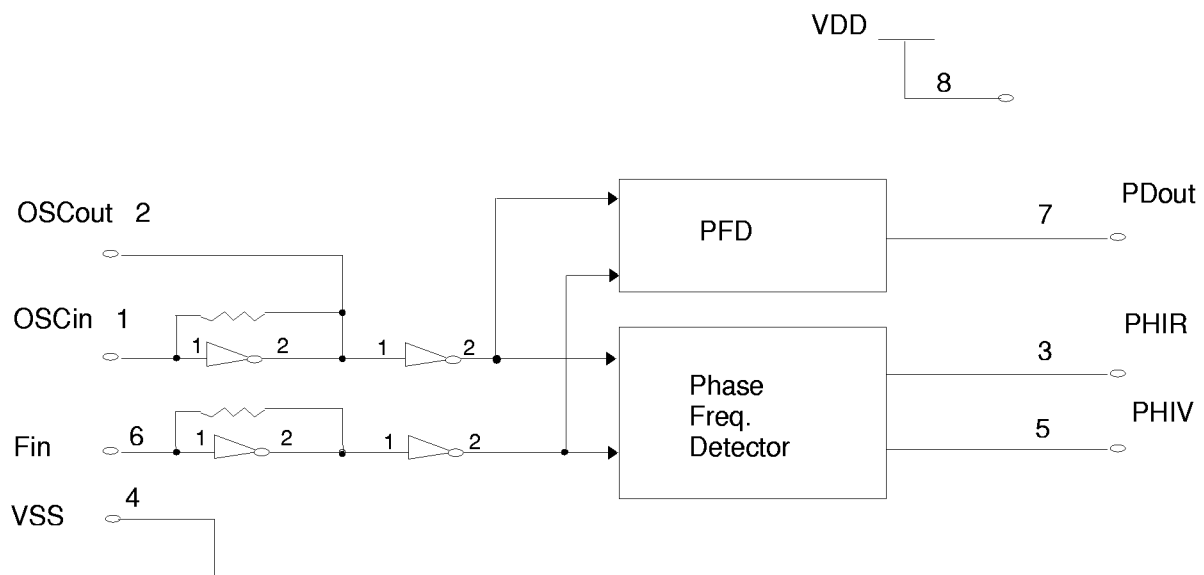 VDD
8
OSCout 2
PFD
7
PDout
OSCin 1
1 2
1 2
PHIR
3
Phase
Freq.
Detector
PHIV
5
Fin
6
1 2
1 2
VSS
4